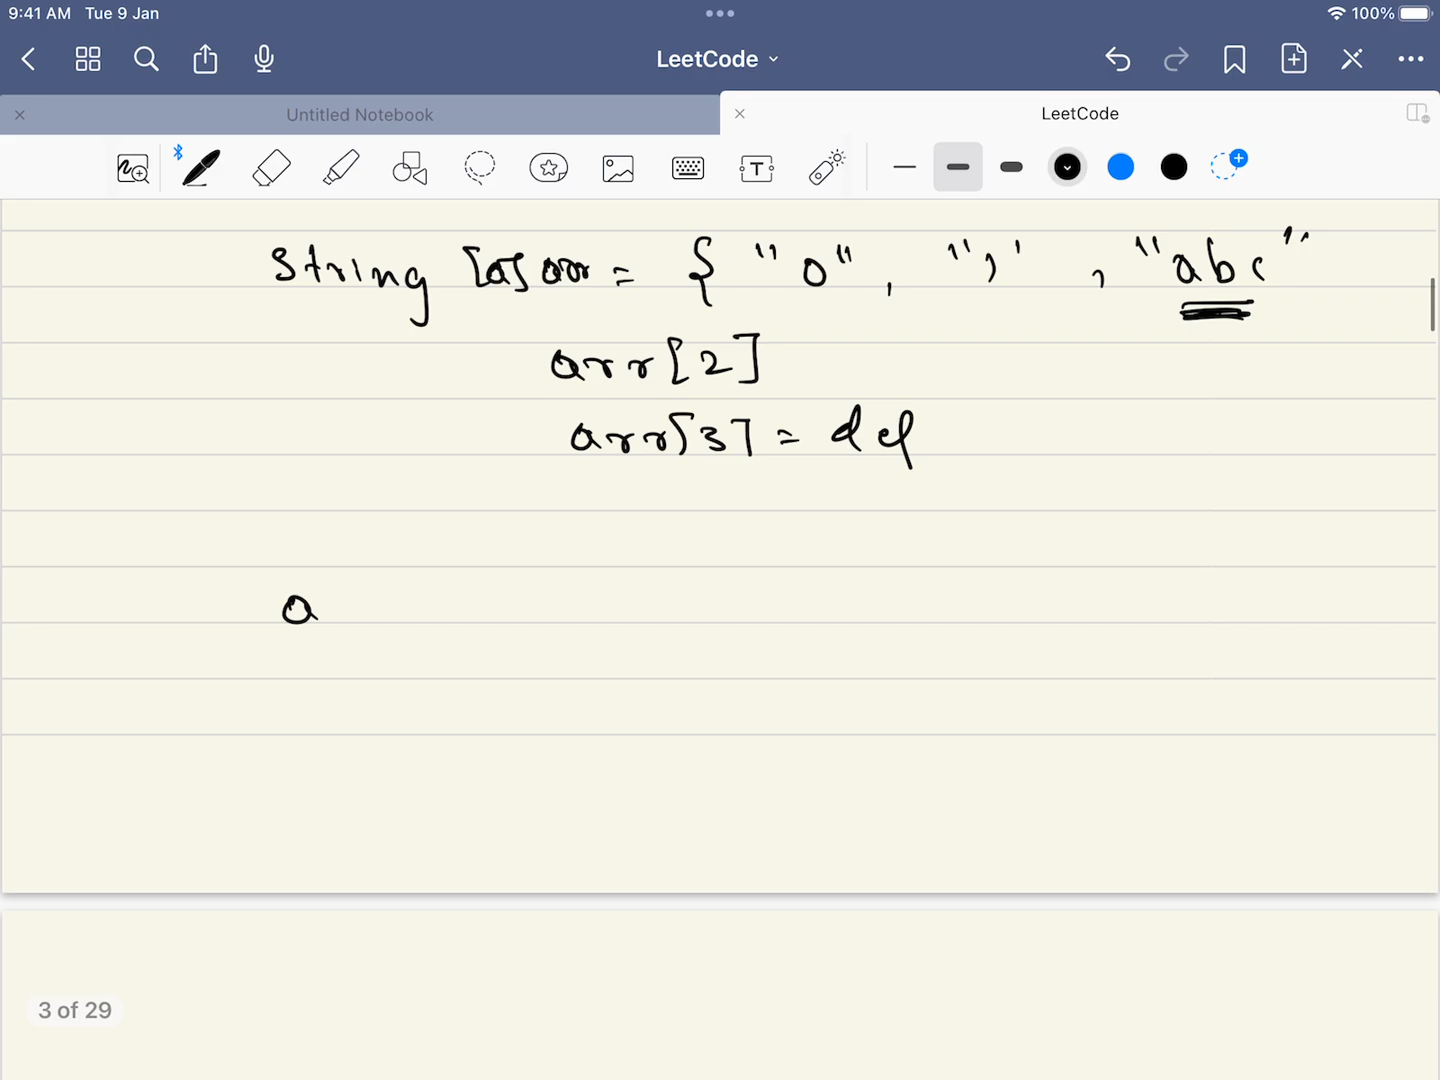 9:41 AM Tue 9 Jan 100%
LeetCode
Untitled Notebook LeetCode
T
String arr = { "0", "," , "abc"
arr[2]
arr[3] = def
a
3 of 29